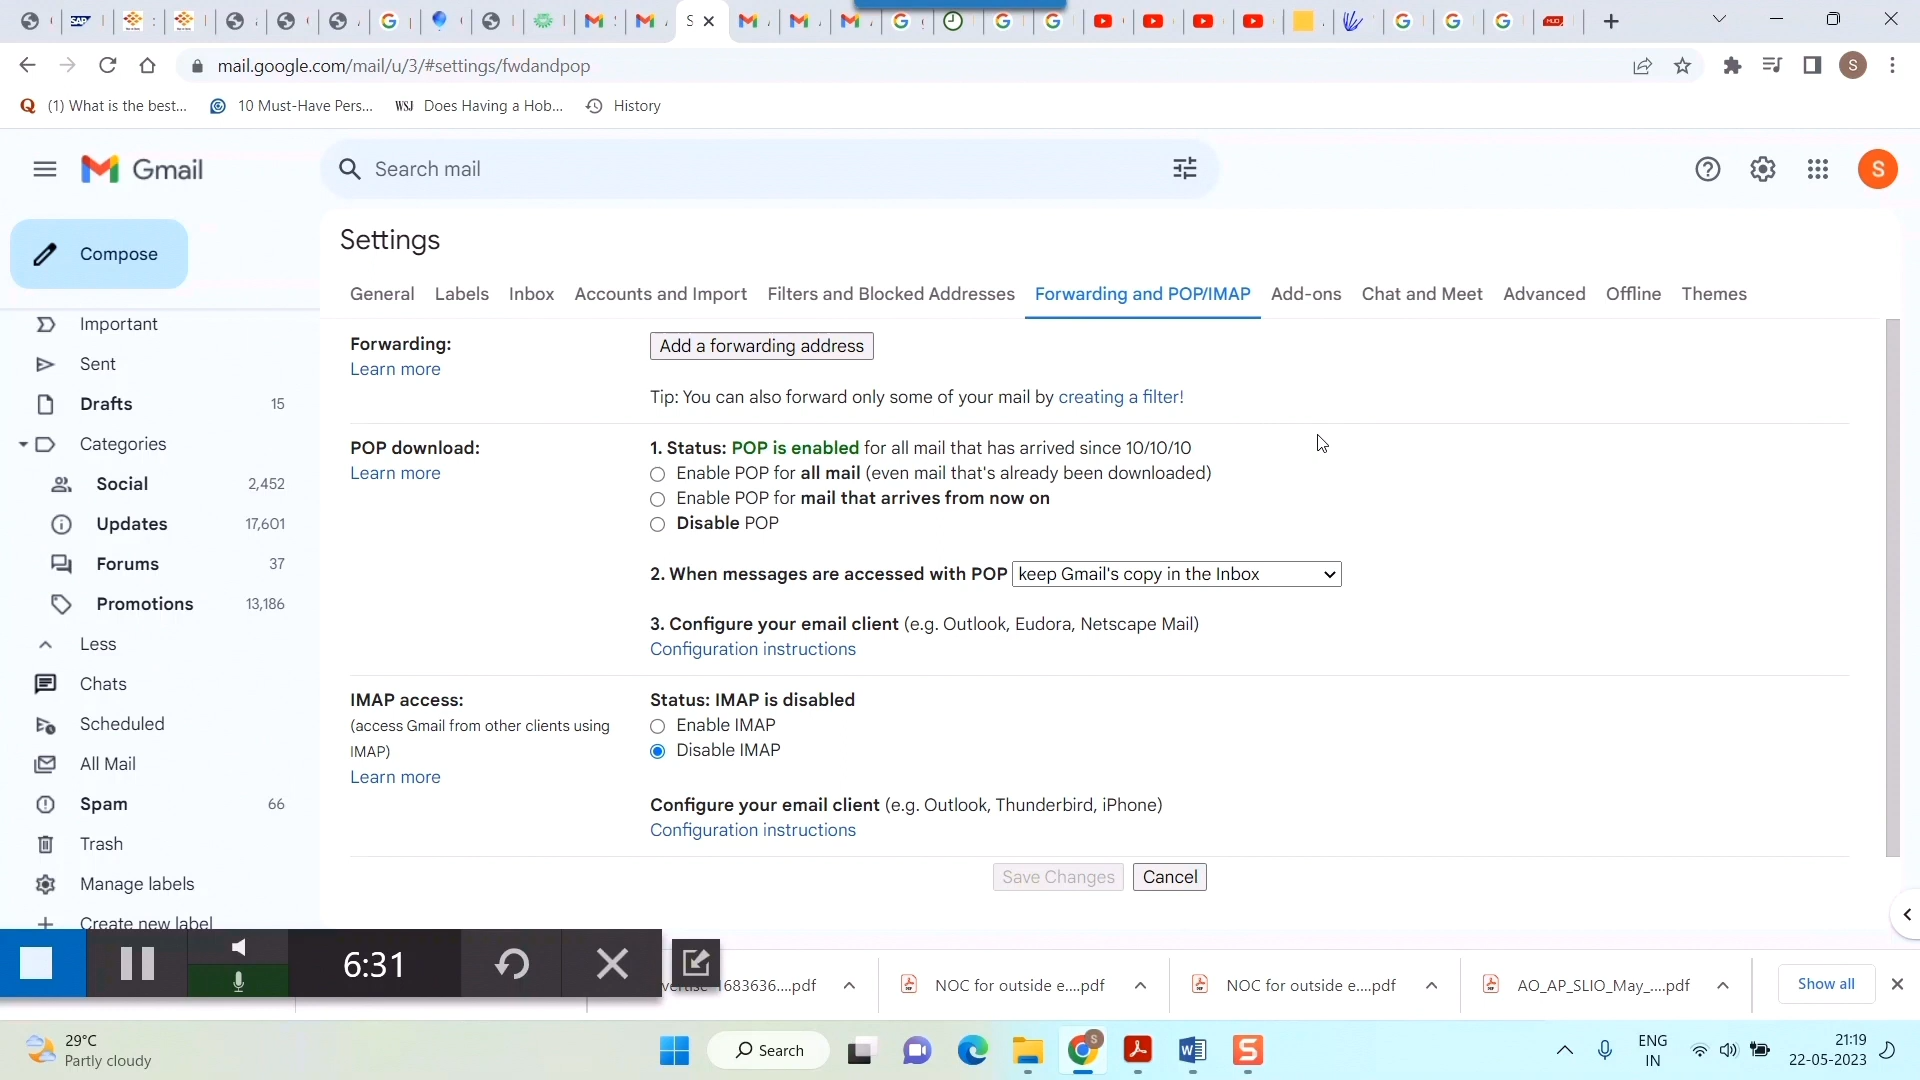 mail.google.com/mail/u/3/#settings/fwdandpop
S
(1) What is the best...
10 Must-Have Pers...
WSJ Does Having a Hob...
History
Gmail
Search mail
S
Compose
Settings
General Labels Inbox Accounts and Import Filters and Blocked Addresses Forwarding and POP/IMAP Add-ons Chat and Meet Advanced Offline Themes
Important
Sent
Drafts 15
Categories
Social 2,452
Updates 17,601
Forums 37
Promotions 13,186
Less
Chats
Scheduled
All Mail
Spam 66
Trash
Manage labels
Create new label
Forwarding:
Learn more
Add a forwarding address
Tip: You can also forward only some of your mail by creating a filter!
POP download:
Learn more
1. Status: POP is enabled for all mail that has arrived since 10/10/10
Enable POP for all mail (even mail that's already been downloaded)
Enable POP for mail that arrives from now on
Disable POP
2. When messages are accessed with POP keep Gmail's copy in the Inbox
3. Configure your email client (e.g. Outlook, Eudora, Netscape Mail)
Configuration instructions
IMAP access:
(access Gmail from other clients using
IMAP)
Learn more
Status: IMAP is disabled
Enable IMAP
Disable IMAP
Configure your email client (e.g. Outlook, Thunderbird, iPhone)
Configuration instructions
Save Changes Cancel
6:31
1683636....pdf
NOC for outside e....pdf
NOC for outside e....pdf
AO_AP_SLIO_May_....pdf
Show all
29°C
Partly cloudy
Search
ENG
IN
21:19
22-05-2023